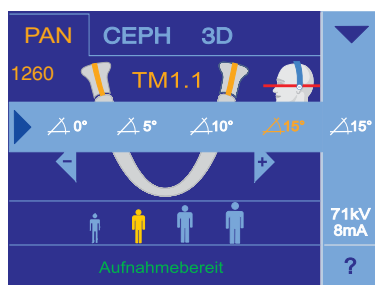 PAN CEPH 3D
1260 TM1.1
0° 5° 10° 15° 15°
- +
71kV
8mA
Aufnahmebereit ?